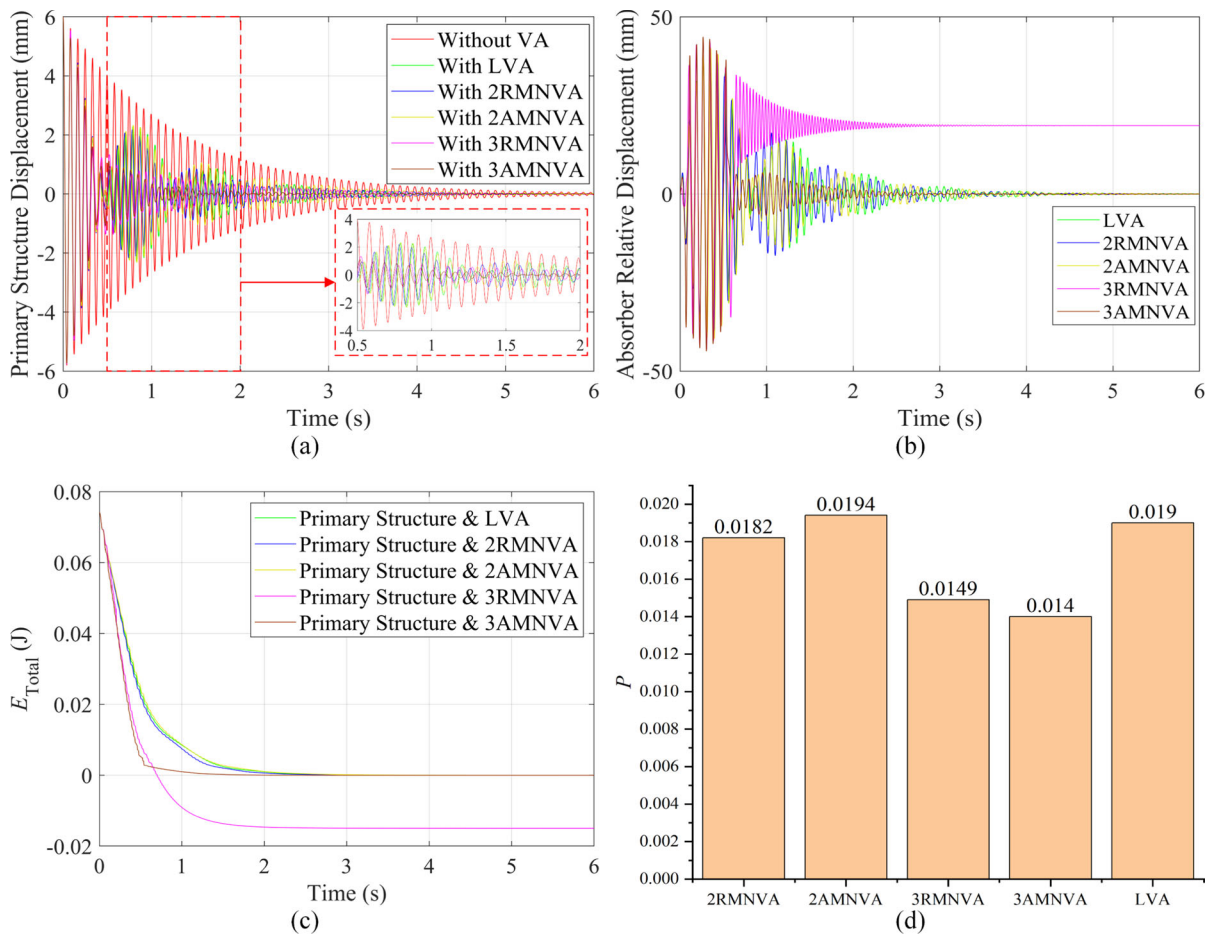 Primary Structure Displacement (mm)
6
4
2
0
-2
-4
-6
Without VA
With LVA
With 2RMNVA
With 2AMNVA
With 3RMNVA
With 3AMNVA
4
2
0
-2
-4
0.5
1
1.5
2
0
1
2
3
4
5
6
Time (s)
(a)
Absorber Relative Displacement (mm)
50
0
-50
LVA
2RMNVA
2AMNVA
3RMNVA
3AMNVA
0
1
2
3
4
5
6
Time (s)
(b)
E_Total (J)
0.08
0.06
0.04
0.02
0
-0.02
Primary Structure & LVA
Primary Structure & 2RMNVA
Primary Structure & 2AMNVA
Primary Structure & 3RMNVA
Primary Structure & 3AMNVA
0
1
2
3
4
5
6
Time (s)
(c)
P
0.020
0.018
0.016
0.014
0.012
0.010
0.008
0.006
0.004
0.002
0.000
0.0182
0.0194
0.0149
0.014
0.019
2RMNVA
2AMNVA
3RMNVA
3AMNVA
LVA
(d)